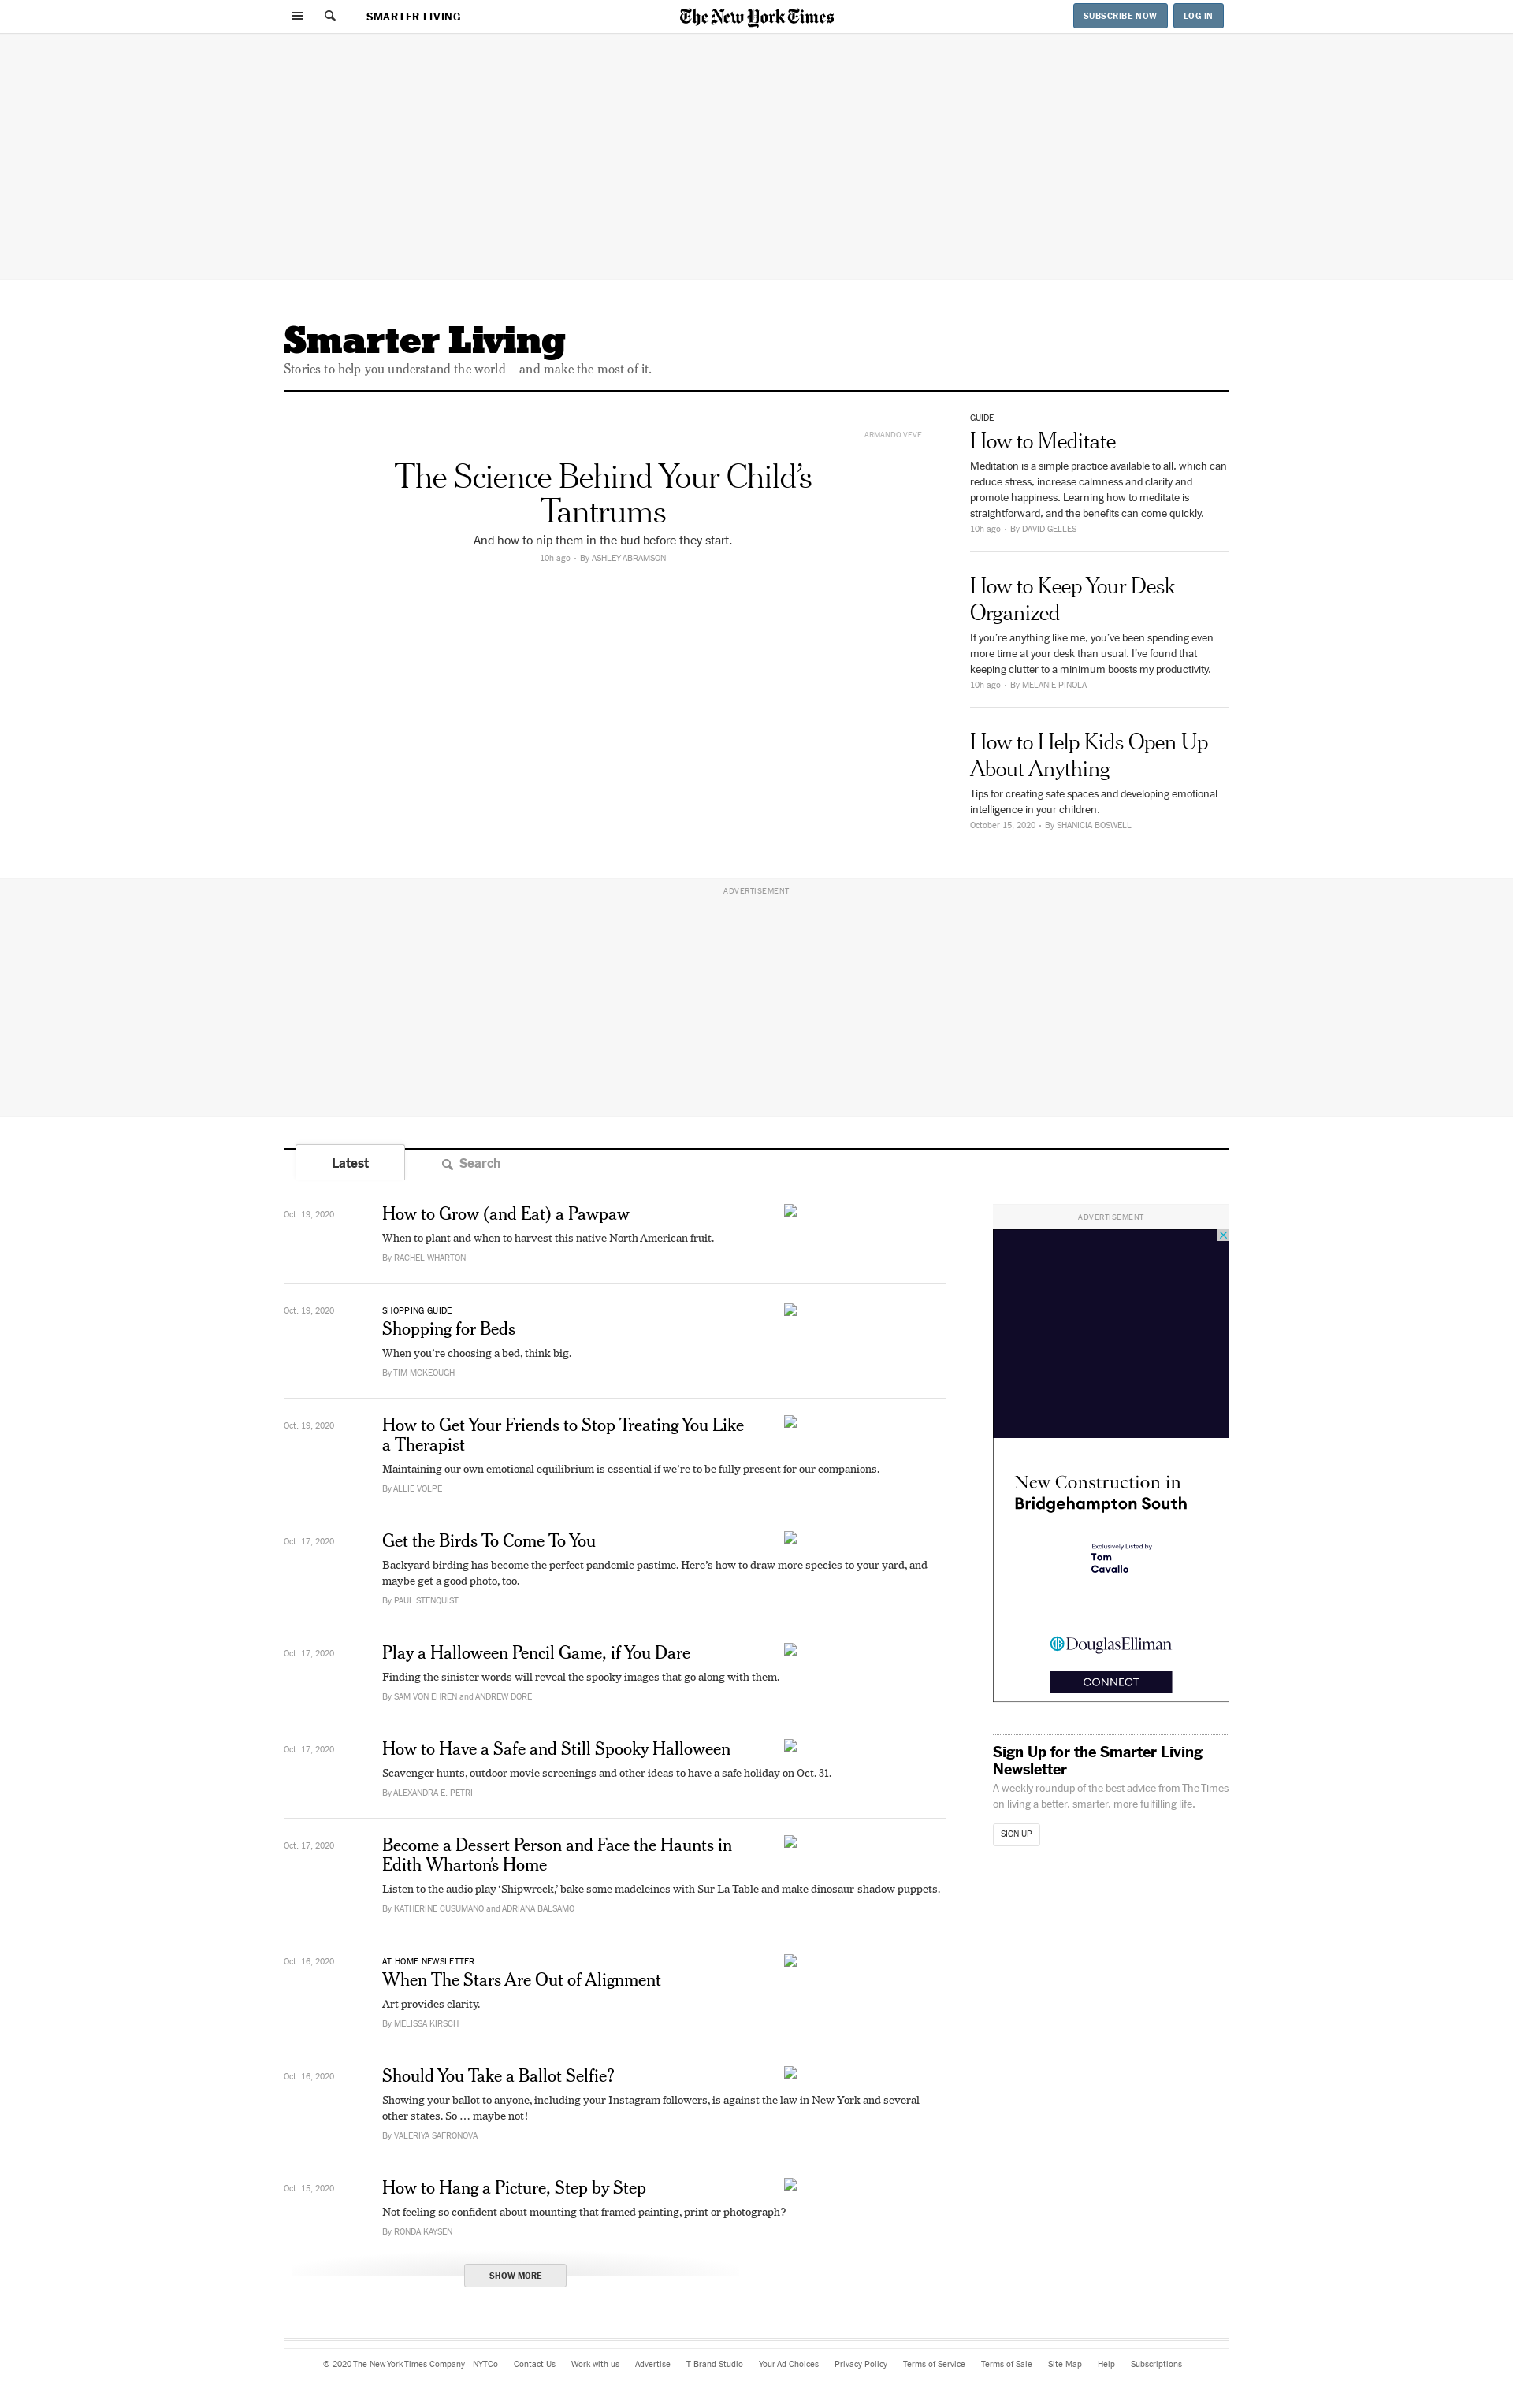 SMARTER LIVING
The New York Times
SUBSCRIBE NOW
LOG IN
Smarter Living
Stories to help you understand the world – and make the most of it.
ARMANDO VEVE
The Science Behind Your Child’s
Tantrums
And how to nip them in the bud before they start.
10h ago • By ASHLEY ABRAMSON
GUIDE
How to Meditate
Meditation is a simple practice available to all, which can
reduce stress, increase calmness and clarity and
promote happiness. Learning how to meditate is
straightforward, and the benefits can come quickly.
10h ago • By DAVID GELLES
How to Keep Your Desk
Organized
If you’re anything like me, you’ve been spending even
more time at your desk than usual. I’ve found that
keeping clutter to a minimum boosts my productivity.
10h ago • By MELANIE PINOLA
How to Help Kids Open Up
About Anything
Tips for creating safe spaces and developing emotional
intelligence in your children.
October 15, 2020 • By SHANICIA BOSWELL
ADVERTISEMENT
Latest
Search
Oct. 19, 2020
How to Grow (and Eat) a Pawpaw
When to plant and when to harvest this native North American fruit.
By RACHEL WHARTON
Oct. 19, 2020
SHOPPING GUIDE
Shopping for Beds
When you’re choosing a bed, think big.
By TIM MCKEOUGH
Oct. 19, 2020
How to Get Your Friends to Stop Treating You Like
a Therapist
Maintaining our own emotional equilibrium is essential if we’re to be fully present for our companions.
By ALLIE VOLPE
Oct. 17, 2020
Get the Birds To Come To You
Backyard birding has become the perfect pandemic pastime. Here’s how to draw more species to your yard, and
maybe get a good photo, too.
By PAUL STENQUIST
Oct. 17, 2020
Play a Halloween Pencil Game, if You Dare
Finding the sinister words will reveal the spooky images that go along with them.
By SAM VON EHREN and ANDREW DORE
Oct. 17, 2020
How to Have a Safe and Still Spooky Halloween
Scavenger hunts, outdoor movie screenings and other ideas to have a safe holiday on Oct. 31.
By ALEXANDRA E. PETRI
Oct. 17, 2020
Become a Dessert Person and Face the Haunts in
Edith Wharton’s Home
Listen to the audio play ‘Shipwreck,’ bake some madeleines with Sur La Table and make dinosaur-shadow puppets.
By KATHERINE CUSUMANO and ADRIANA BALSAMO
Oct. 16, 2020
AT HOME NEWSLETTER
When The Stars Are Out of Alignment
Art provides clarity.
By MELISSA KIRSCH
Oct. 16, 2020
Should You Take a Ballot Selfie?
Showing your ballot to anyone, including your Instagram followers, is against the law in New York and several
other states. So … maybe not!
By VALERIYA SAFRONOVA
Oct. 15, 2020
How to Hang a Picture, Step by Step
Not feeling so confident about mounting that framed painting, print or photograph?
By RONDA KAYSEN
SHOW MORE
ADVERTISEMENT
New Construction in
Bridgehampton South
Exclusively Listed by
Tom
Cavallo
DouglasElliman
CONNECT
Sign Up for the Smarter Living
Newsletter
A weekly roundup of the best advice from The Times
on living a better, smarter, more fulfilling life.
SIGN UP
© 2020 The New York Times Company NYTCo Contact Us Work with us Advertise T Brand Studio Your Ad Choices Privacy Policy Terms of Service Terms of Sale Site Map Help Subscriptions